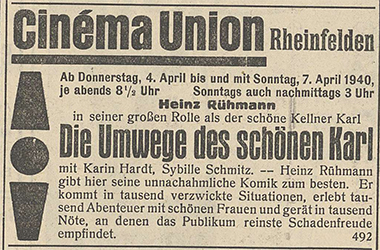 Cinéma Union Rheinfelden
Ab Donnerstag, 4. April bis und mit Sonntag, 7. April 1940,
je abends 8½ Uhr Sonntags auch nachmittags 3 Uhr
Heinz Rühmann
in seiner großen Rolle als der schöne Kellner Karl
Die Umwege des schönen Karl
mit Karin Hardt, Sybille Schmitz. -- Heinz Rühmann
gibt hier seine unnachahmliche Komik zum besten. Er
kommt in tausend verzwickte Situationen, erlebt tau-
send Abenteuer mit schönen Frauen und gerät in tausend
Nöte, an denen das Publikum reinste Schadenfreude
empfindet. 492